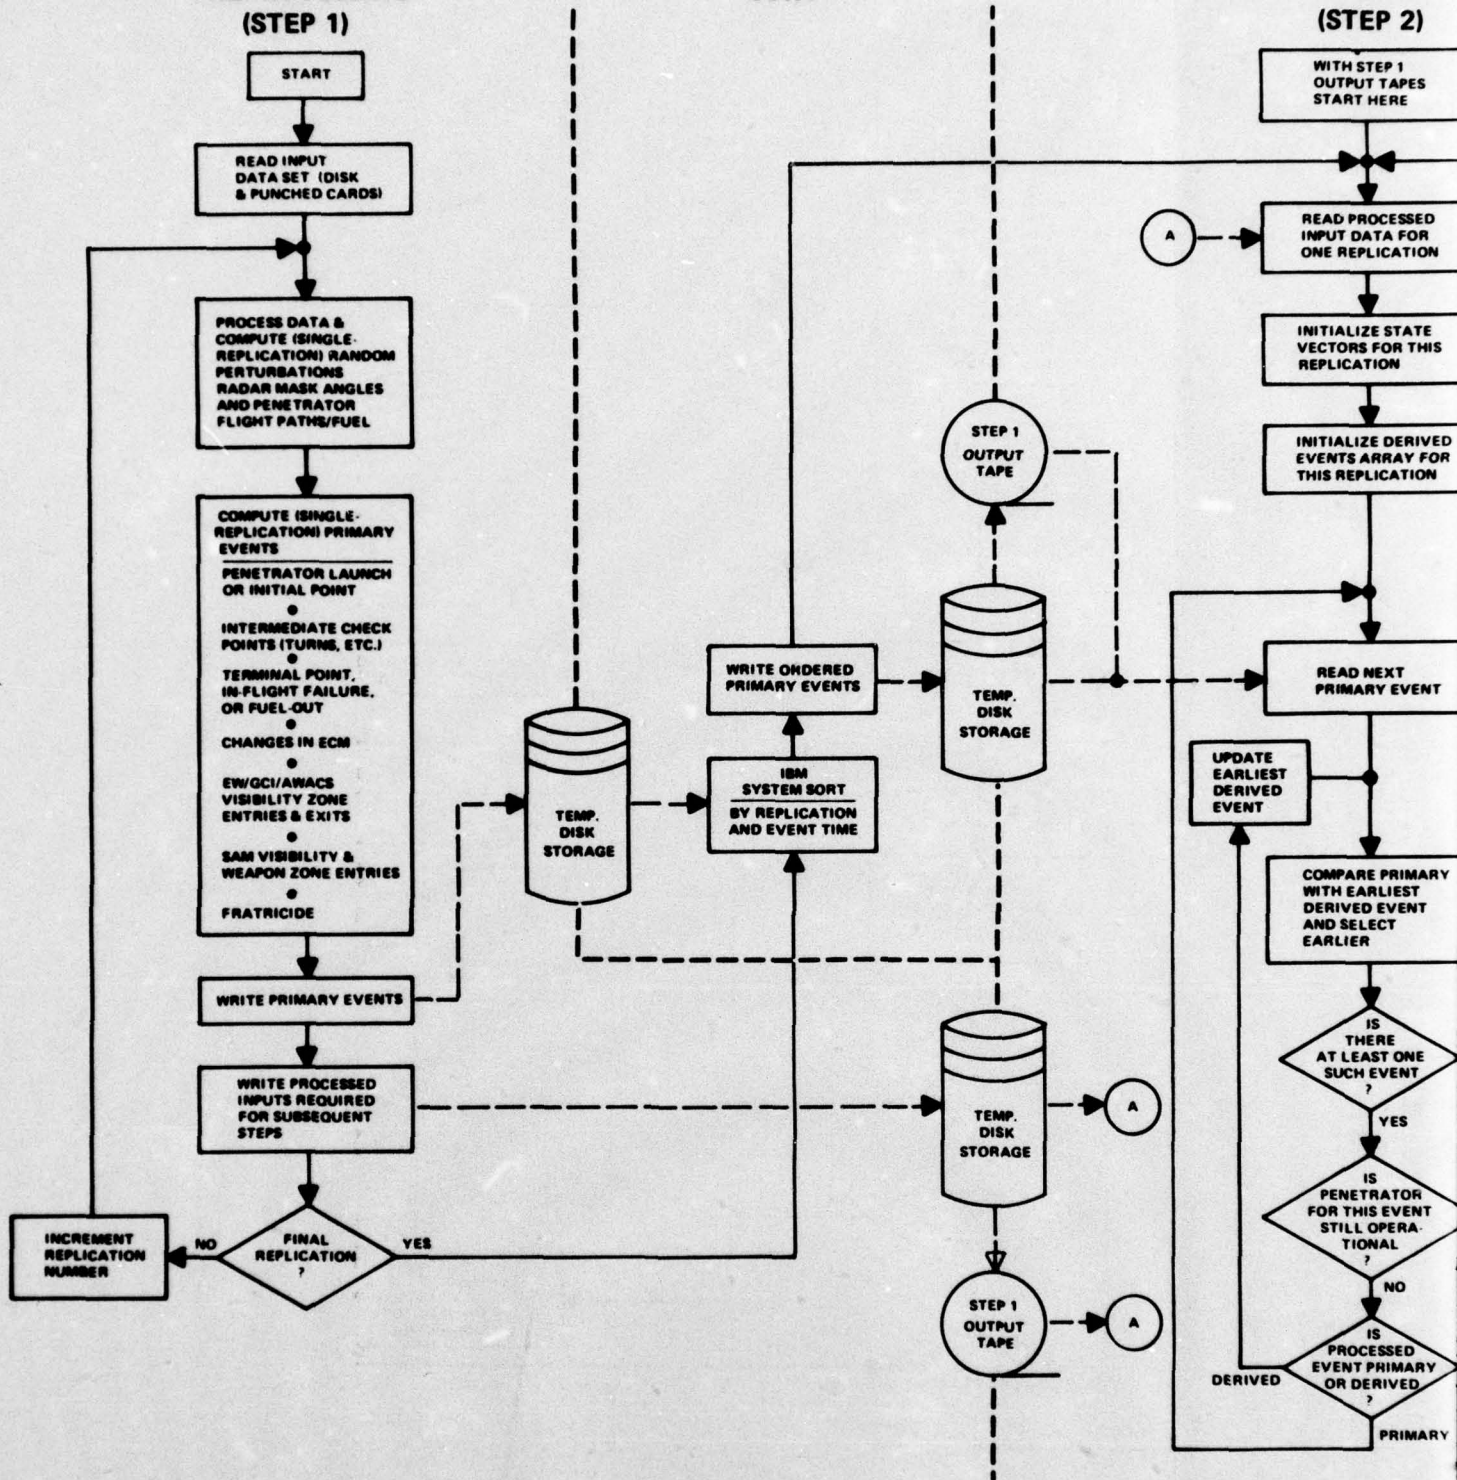 (STEP 1)
START
READ INPUT
DATA SET (DISK
& PUNCHED CARDS)
PROCESS DATA &
COMPUTE (SINGLE-
REPLICATION) RANDOM
PERTURBATIONS
RADAR MASK ANGLES
AND PENETRATOR
FLIGHT PATHS/FUEL
COMPUTE (SINGLE-
REPLICATION) PRIMARY
EVENTS
PENETRATOR LAUNCH
OR INITIAL POINT
INTERMEDIATE CHECK
POINTS (TURNS, ETC.)
TERMINAL POINT,
IN-FLIGHT FAILURE,
OR FUEL-OUT
CHANGES IN ECM
EW/GCI/AWACS
VISIBILITY ZONE
ENTRIES & EXITS
SAM VISIBILITY &
WEAPON ZONE ENTRIES
FRATRICIDE
WRITE PRIMARY EVENTS
WRITE PROCESSED
INPUTS REQUIRED
FOR SUBSEQUENT
STEPS
FINAL
REPLICATION
?
NO
YES
INCREMENT
REPLICATION
NUMBER
TEMP.
DISK
STORAGE
IBM
SYSTEM SORT
BY REPLICATION
AND EVENT TIME
WRITE ORDERED
PRIMARY EVENTS
STEP 1
OUTPUT
TAPE
TEMP.
DISK
STORAGE
TEMP.
DISK
STORAGE
A
STEP 1
OUTPUT
TAPE
A
(STEP 2)
WITH STEP 1
OUTPUT TAPES
START HERE
A
READ PROCESSED
INPUT DATA FOR
ONE REPLICATION
INITIALIZE STATE
VECTORS FOR THIS
REPLICATION
INITIALIZE DERIVED
EVENTS ARRAY FOR
THIS REPLICATION
READ NEXT
PRIMARY EVENT
UPDATE
EARLIEST
DERIVED
EVENT
COMPARE PRIMARY
WITH EARLIEST
DERIVED EVENT
AND SELECT
EARLIER
IS
THERE
AT LEAST ONE
SUCH EVENT
?
YES
IS
PENETRATOR
FOR THIS EVENT
STILL OPERA-
TIONAL
?
NO
IS
PROCESSED
EVENT PRIMARY
OR DERIVED
?
DERIVED
PRIMARY